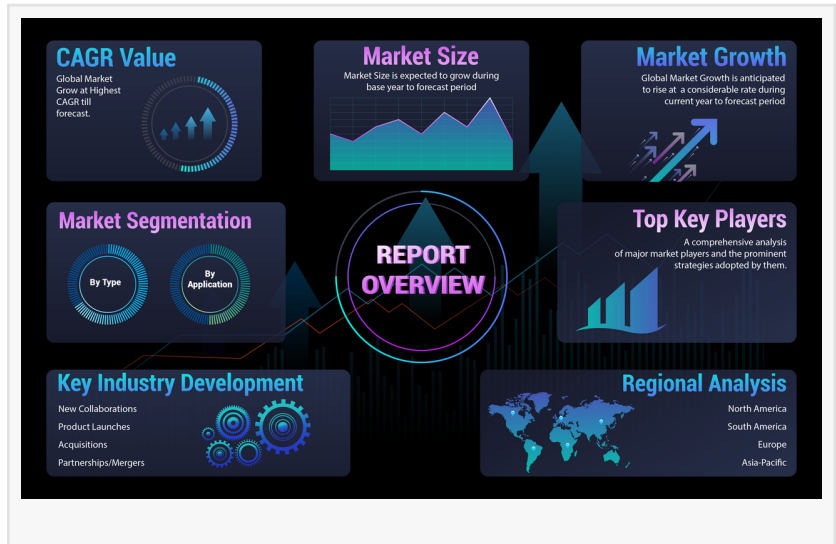 CAGR Value
Global Market
Grow at Highest
CAGR till
forecast.
Market Size
Market Size is expected to grow during
base year to forecast period
Market Growth
Global Market Growth is anticipated
to rise at a considerable rate during
current year to forecast period
Market Segmentation
By Type
By
Application
REPORT
OVERVIEW
Top Key Players
A comprehensive analysis
of major market players and the prominent
strategies adopted by them.
Key Industry Development
New Collaborations
Product Launches
Acquisitions
Partnerships/Mergers
Regional Analysis
North America
South America
Europe
Asia-Pacific